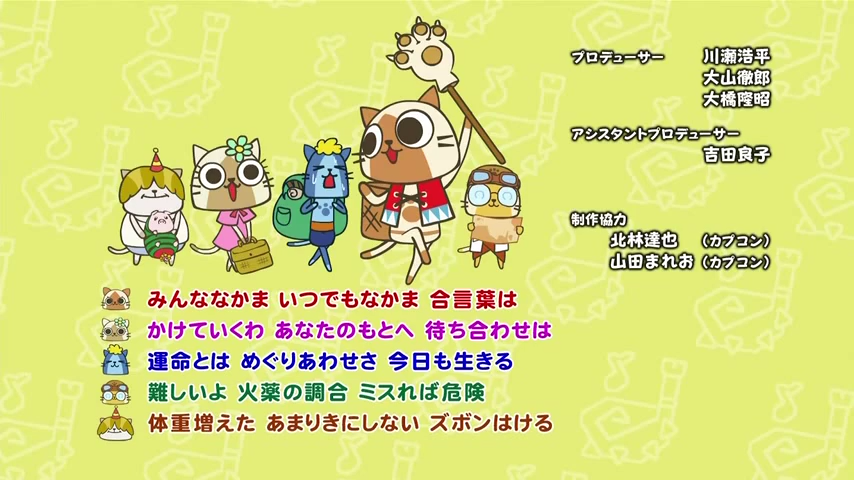 プロデューサー 川瀬浩平
大山徹郎
大橋隆昭
アシスタントプロデューサー
吉田良子
制作協力
北林達也 (カプコン)
山田まれお (カプコン)
みんななかま いつでもなかま 合言葉は
かけていくわ あなたのもとへ 待ち合わせは
運命とは めぐりあわせさ 今日も生きる
難しいよ 火薬の調合 ミスれば危険
体重増えた あまりきにしない ズボンはける